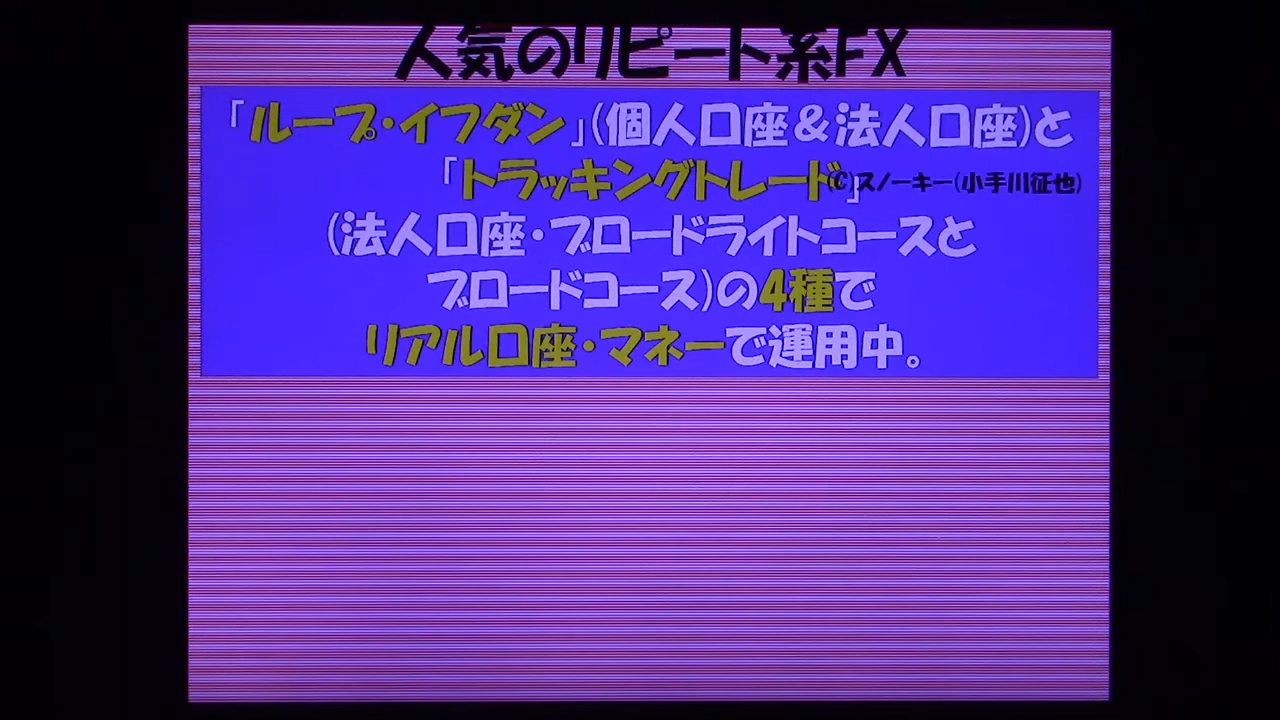 人気のリピート系FX
「ループ・イフダン」(個人口座＆法人口座)と
「トラッキングトレード」©スノーキー(小手川征也)
(法人口座・ブロードライトコースと
ブロードコース)の4種で
リアル口座・マネーで運用中。